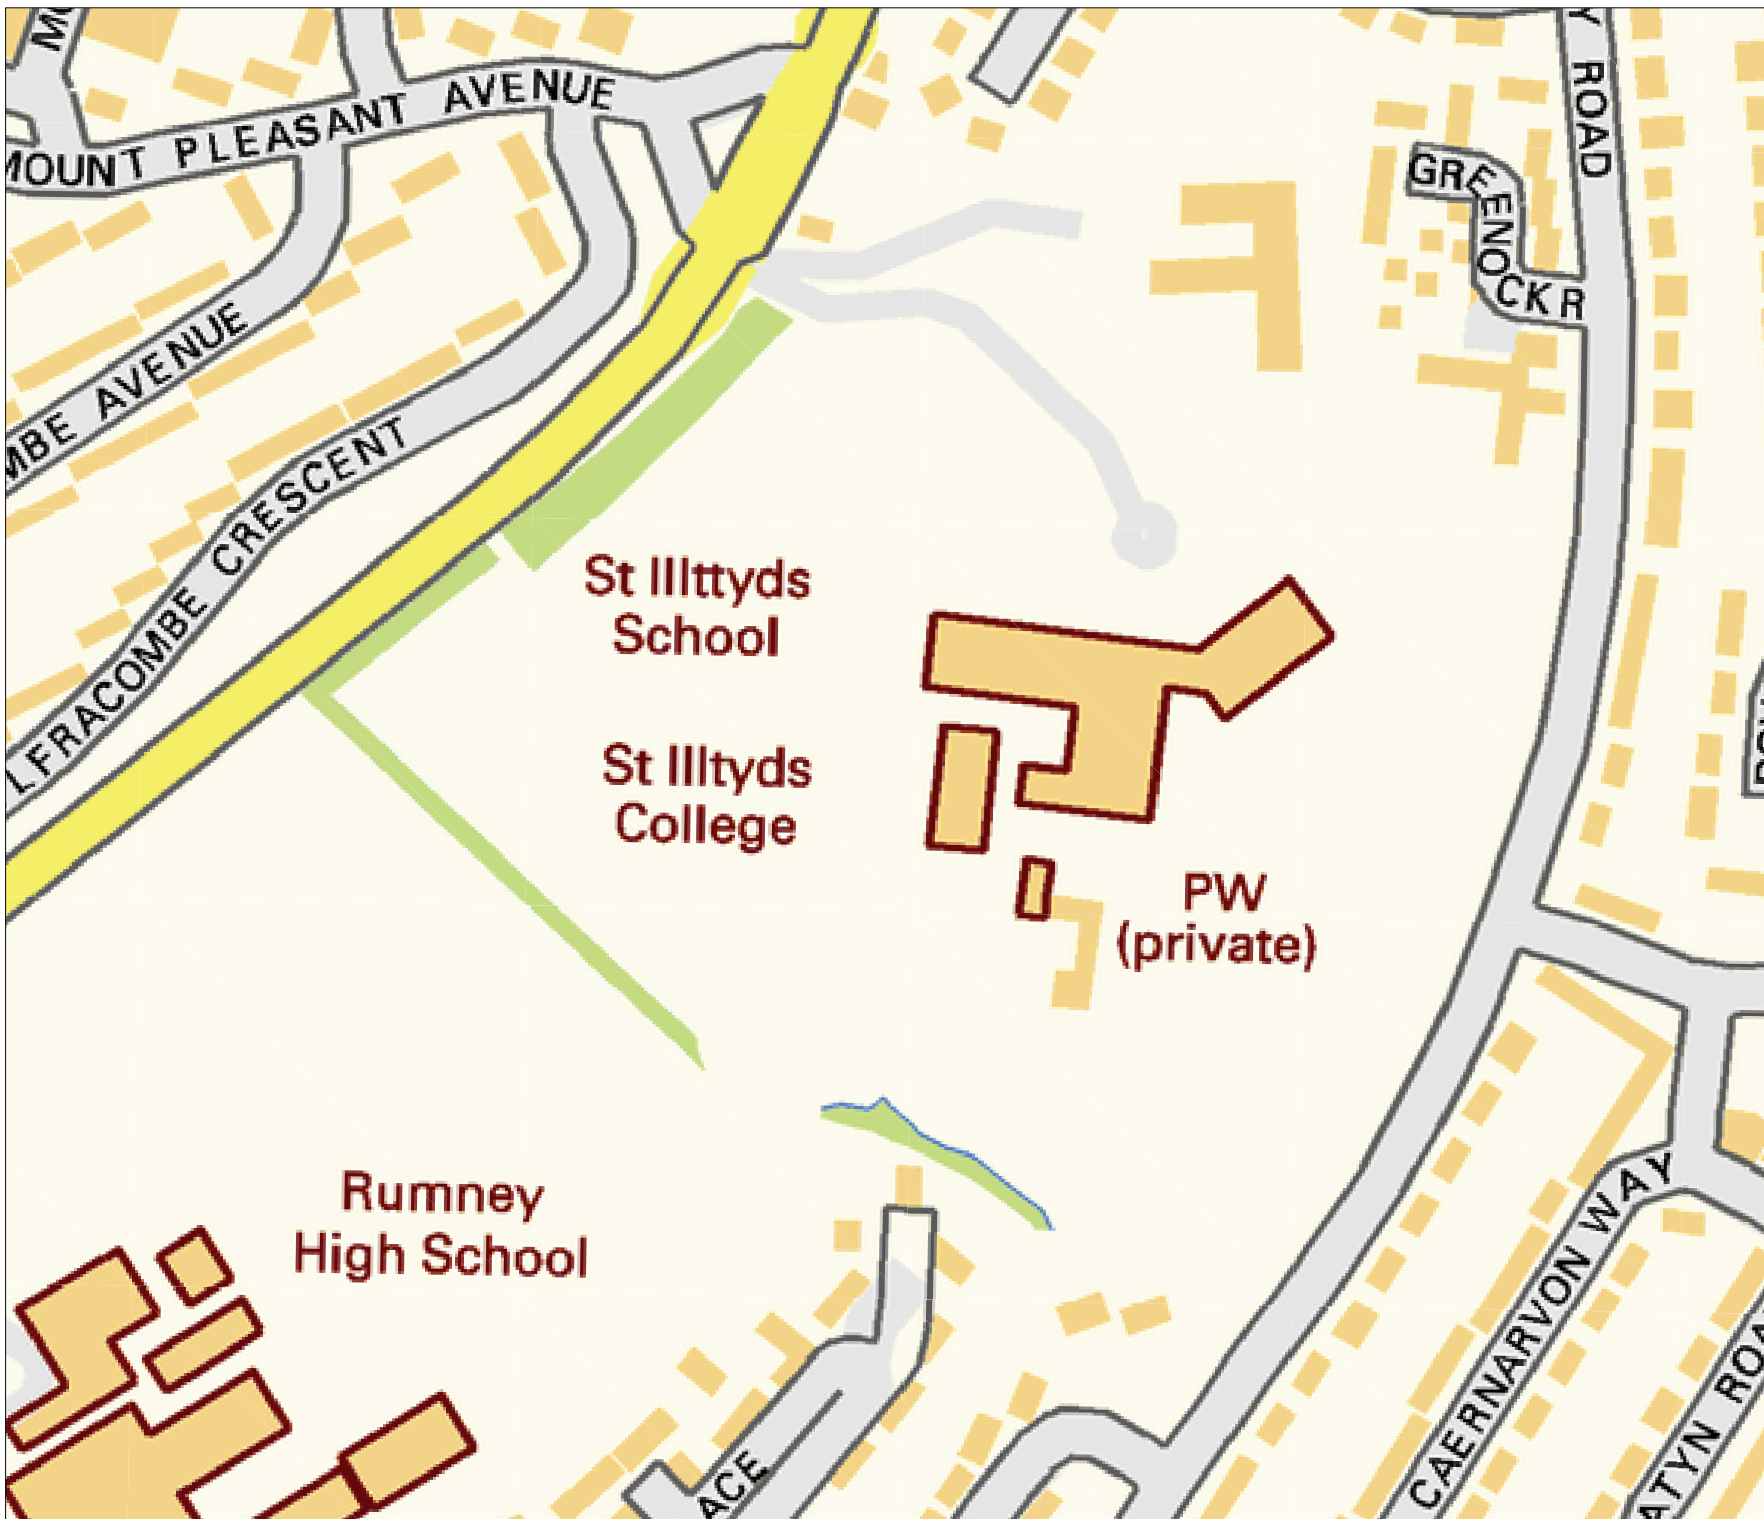 MOUNT PLEASANT AVENUE
Y ROAD
GREENOCK R
MBE AVENUE
LFRACOMBE CRESCENT
St Illttyds
School
St Illtyds
College
PW
(private)
Rumney
High School
CAERNARVON WAY
ATYN ROA
ACE